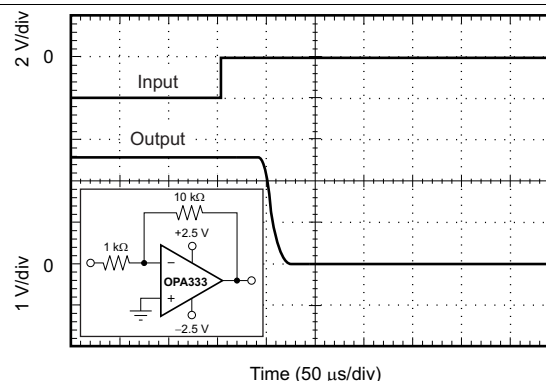 2 V/div
0
Input
Output
10 kΩ
+2.5 V
1 kΩ
−
OPA333
+
−2.5 V
1 V/div
0
Time (50 μs/div)